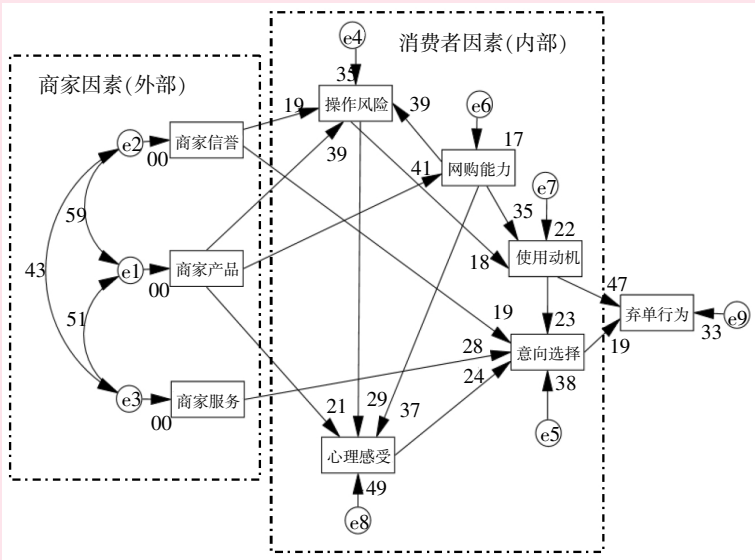 商家因素(外部)
消费者因素(内部)
e4
35
操作风险
19
39
39
e6
17
网购能力
41
e2
00
商家信誉
59
43
e1
00
商家产品
51
e3
00
商家服务
35
e7
22
使用动机
18
47
弃单行为
e9
33
19
23
19
意向选择
28
24
38
e5
21
29
37
心理感受
49
e8